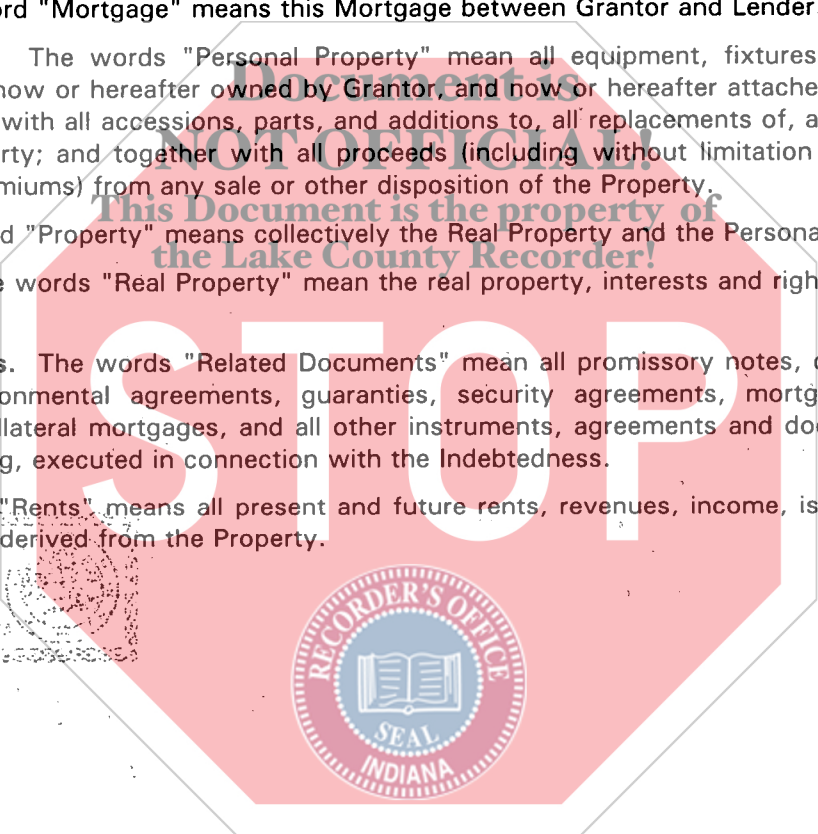 ord "Mortgage" means this Mortgage between Grantor and Lender.
The words "Personal Property" mean all equipment, fixtures
now or hereafter owned by Grantor, and now or hereafter attache
Document is
with all accessions, parts, and additions to, all replacements of, a
NOT OFFICIAL!
rty; and together with all proceeds (including without limitation
miums) from any sale or other disposition of the Property.
This Document is the property of
d "Property" means collectively the Real Property and the Persona
the Lake County Recorder!
e words "Real Property" mean the real property, interests and righ
s. The words "Related Documents" mean all promissory notes, c
onmental agreements, guaranties, security agreements, mortg
llateral mortgages, and all other instruments, agreements and do
g, executed in connection with the Indebtedness.
STOP
"Rents" means all present and future rents, revenues, income, is
derived from the Property.
RECORDER'S OFFICE
SEAL
INDIANA